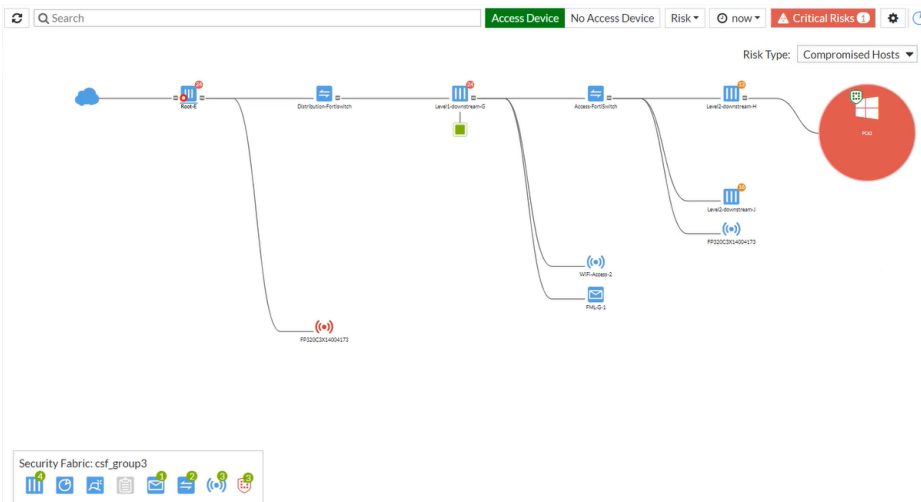 Search
Access Device
No Access Device
Risk
now
Critical Risks 1
Risk Type: Compromised Hosts
24
Root-E
Distribution-Fortiswitch
24
Level1-downstream-G
Access-FortiSwitch
Level2-downstream-H
Level2-downstream-J
FP320C3X14004173
WiFi-Access-2
FML-G-1
FP320C3X14004173
Security Fabric: csf_group3
4
1
2
3
3